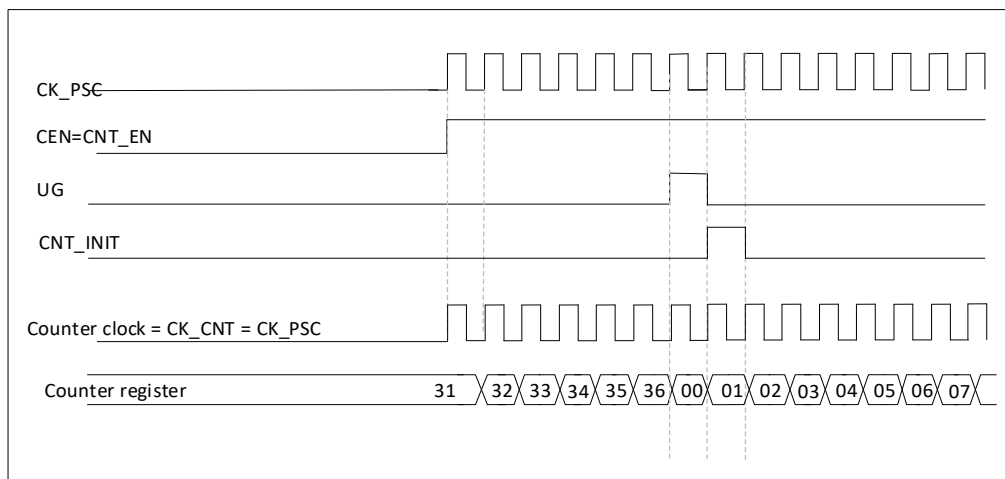 CK_PSC
CEN=CNT_EN
UG
CNT_INIT
Counter clock = CK_CNT = CK_PSC
Counter register 31 32 33 34 35 36 00 01 02 03 04 05 06 07